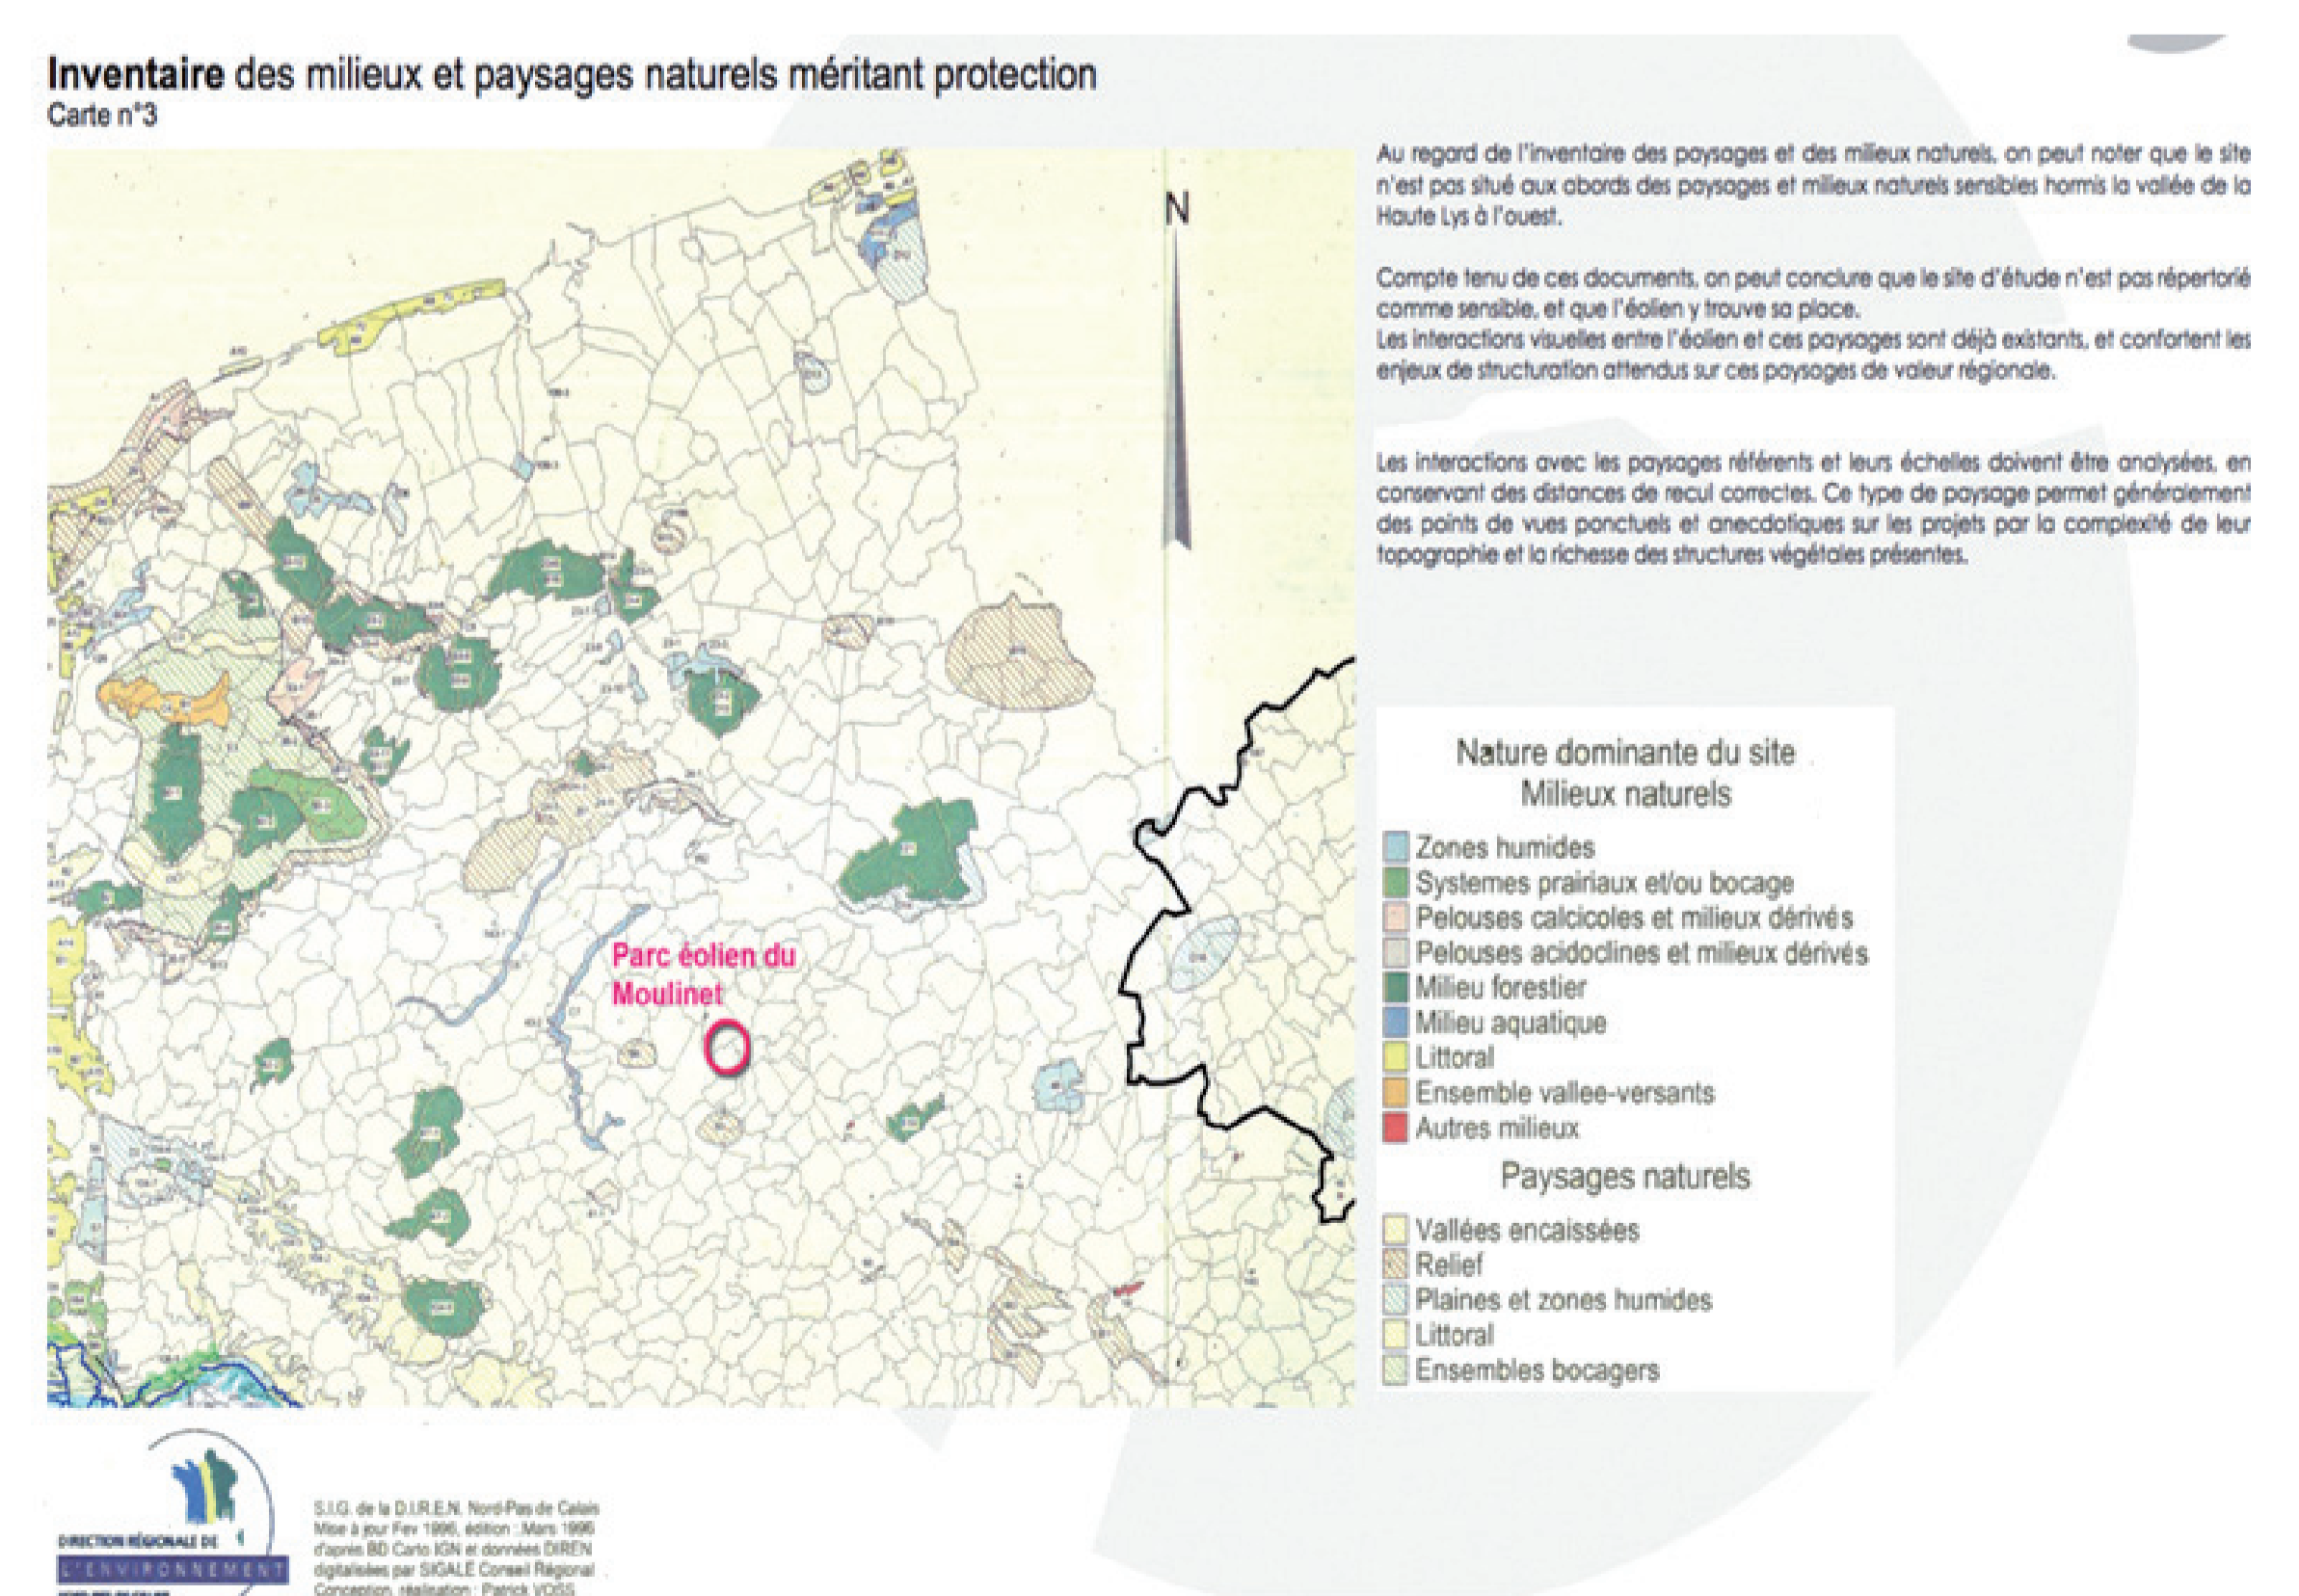 Inventaire des milieux et paysages naturels méritant protection
Carte n°3
Au regard de l'inventaire des paysages et des milieux naturels, on peut noter que le site
n'est pas situé aux abords des paysages et milieux naturels sensibles hormis la vallée de la
Haute Lys à l'ouest.
Compte tenu de ces documents, on peut conclure que le site d'étude n'est pas répertorié
comme sensible, et que l'éolien y trouve sa place.
Les interactions visuelles entre l'éolien et ces paysages sont déjà existants, et confortent les
enjeux de structuration attendus sur ces paysages de valeur régionale.
Les interactions avec les paysages référents et leurs échelles doivent être analysées, en
conservant des distances de recul correctes. Ce type de paysage permet généralement
des points de vues ponctuels et anecdotiques sur les projets par la complexité de leur
topographie et la richesse des structures végétales présentes.
N
Parc éolien du
Moulinet
Nature dominante du site
Milieux naturels
Zones humides
Systemes prairiaux et/ou bocage
Pelouses calcicoles et milieux dérivés
Pelouses acidoclines et milieux dérivés
Milieu forestier
Milieu aquatique
Littoral
Ensemble vallee-versants
Autres milieux
Paysages naturels
Vallées encaissées
Relief
Plaines et zones humides
Littoral
Ensembles bocagers
DIRECTION RÉGIONALE DE
L'ENVIRONNEMENT
S.I.G. de la D.I.R.E.N. Nord-Pas de Calais
Mise à jour Fev 1996, édition : Mars 1996
d'après BD Carto IGN et données DIREN
digitalisées par SIGALE Conseil Régional
Conception, réalisation : Patrick VOSS